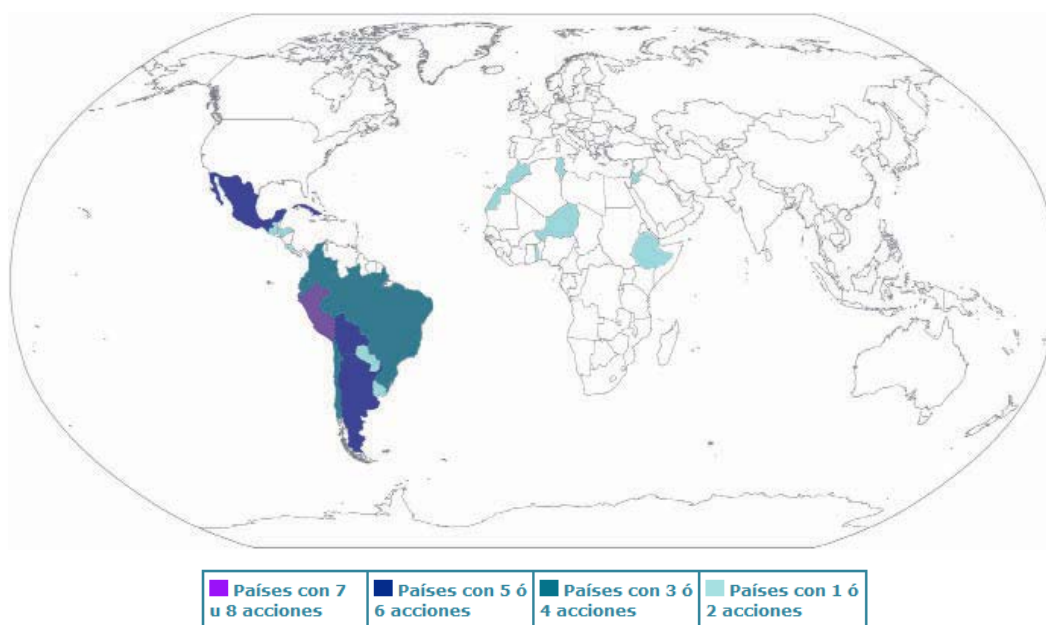 Países con 7
u 8 acciones
Países con 5 ó
6 acciones
Países con 3 ó
4 acciones
Países con 1 ó
2 acciones